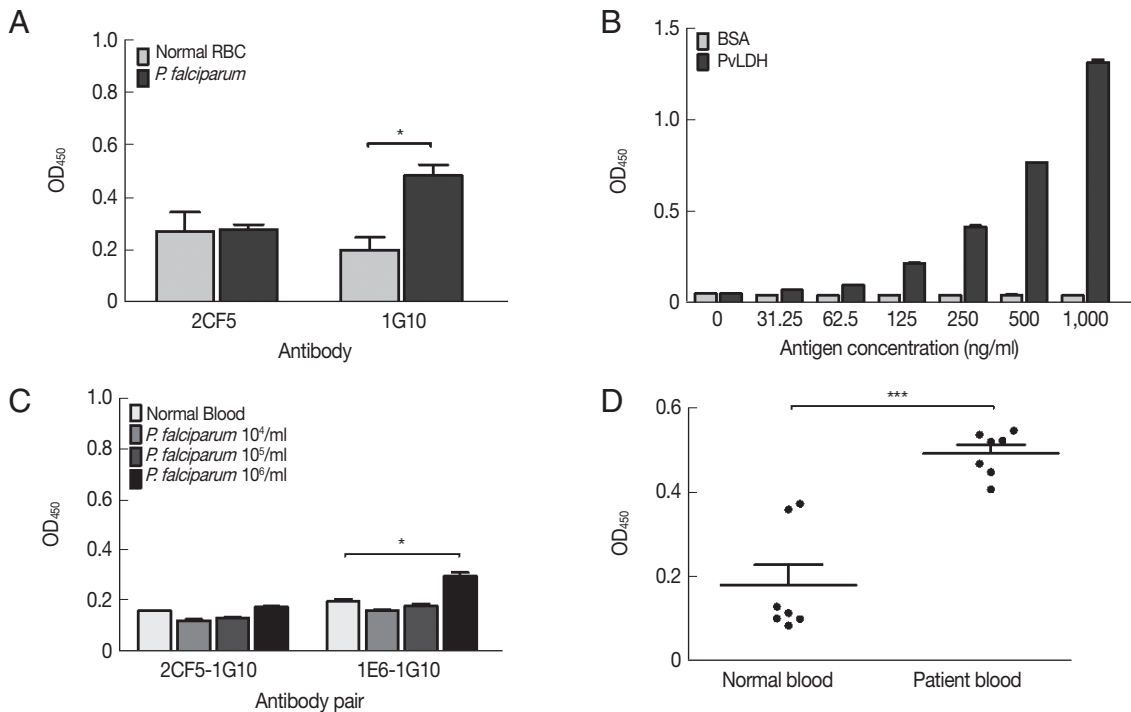 A
1.0
0.8
0.6
0.4
0.2
0
OD450
Normal RBC
P. falciparum
*
2CF5
1G10
Antibody
B
1.5
1.0
0.5
0
OD450
BSA
PvLDH
0
31.25
62.5
125
250
500
1,000
Antigen concentration (ng/ml)
C
1.0
0.8
0.6
0.4
0.2
0
OD450
Normal Blood
P. falciparum 10⁴/ml
P. falciparum 10⁵/ml
P. falciparum 10⁶/ml
*
2CF5-1G10
1E6-1G10
Antibody pair
D
0.6
0.4
0.2
0
OD450
***
Normal blood
Patient blood